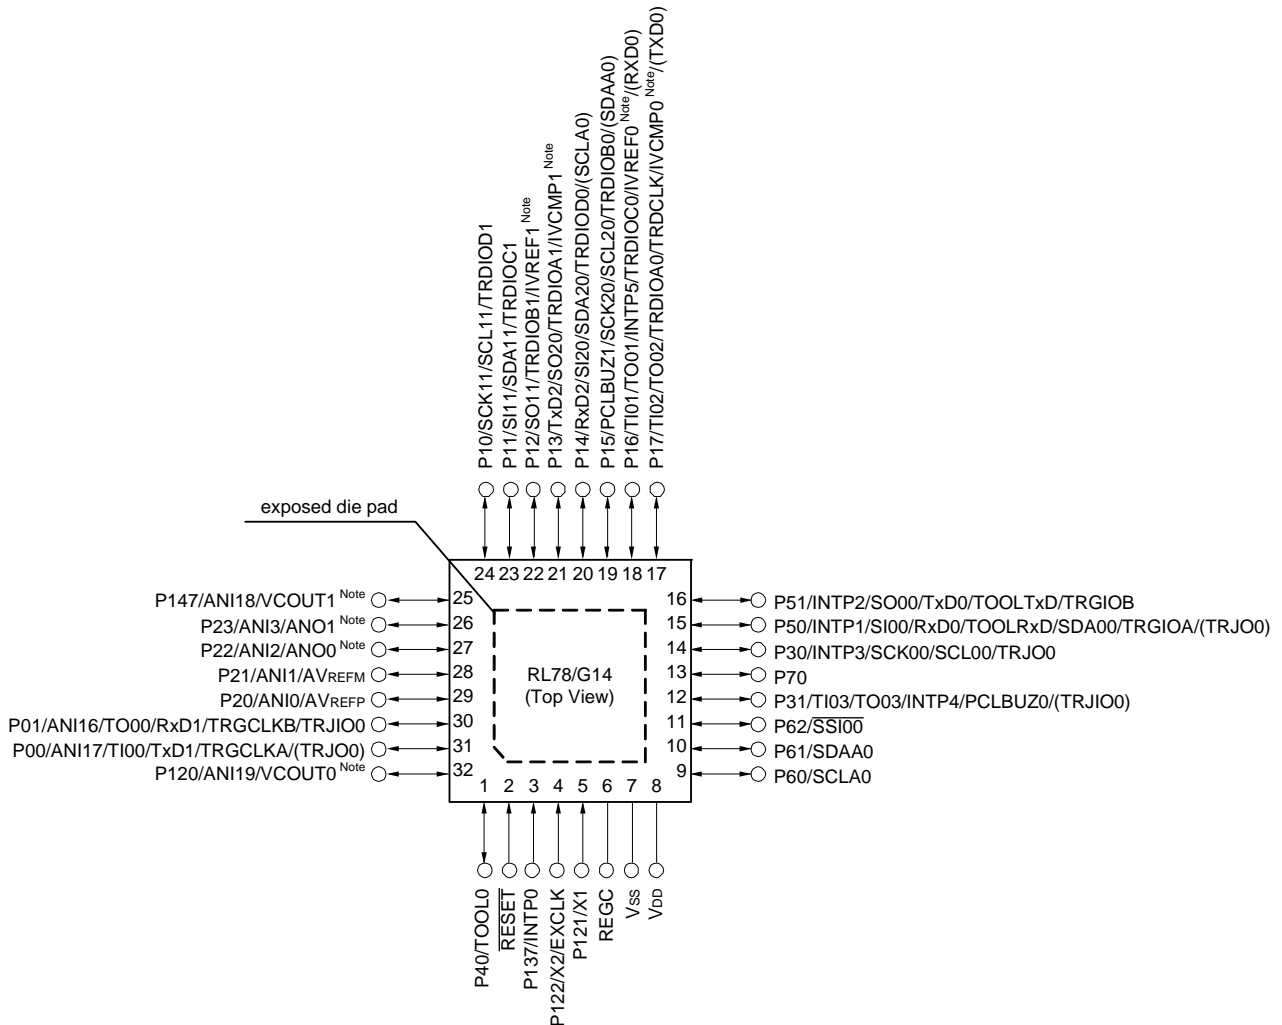 P10/SCK11/SCL11/TRDIOD1
P11/SI11/SDA11/TRDIOC1
P12/SO11/TRDIOB1/IVREF1 Note
P13/TxD2/SO20/TRDIOA1/IVCMP1 Note
P14/RxD2/SI20/SDA20/TRDIOD0/(SCLA0)
P15/PCLBUZ1/SCK20/SCL20/TRDIOB0/(SDAA0)
P16/TI01/TO01/INTP5/TRDIOC0/IVREF0 Note/(RXD0)
P17/TI02/TO02/TRDIOA0/TRDCLK/IVCMP0 Note/(TXD0)
exposed die pad
24 23 22 21 20 19 18 17
P147/ANI18/VCOUT1 Note 25
P23/ANI3/ANO1 Note 26
P22/ANI2/ANO0 Note 27
P21/ANI1/AVREFM 28
P20/ANI0/AVREFP 29
P01/ANI16/TO00/RxD1/TRGCLKB/TRJIO0 30
P00/ANI17/TI00/TxD1/TRGCLKA/(TRJO0) 31
P120/ANI19/VCOUT0 Note 32
RL78/G14
(Top View)
16 P51/INTP2/SO00/TxD0/TOOLTxD/TRGIOB
15 P50/INTP1/SI00/RxD0/TOOLRxD/SDA00/TRGIOA/(TRJO0)
14 P30/INTP3/SCK00/SCL00/TRJO0
13 P70
12 P31/TI03/TO03/INTP4/PCLBUZ0/(TRJIO0)
11 P62/SSI00
10 P61/SDAA0
9 P60/SCLA0
1 2 3 4 5 6 7 8
P40/TOOL0
RESET
P137/INTP0
P122/X2/EXCLK
P121/X1
REGC
VSS
VDD